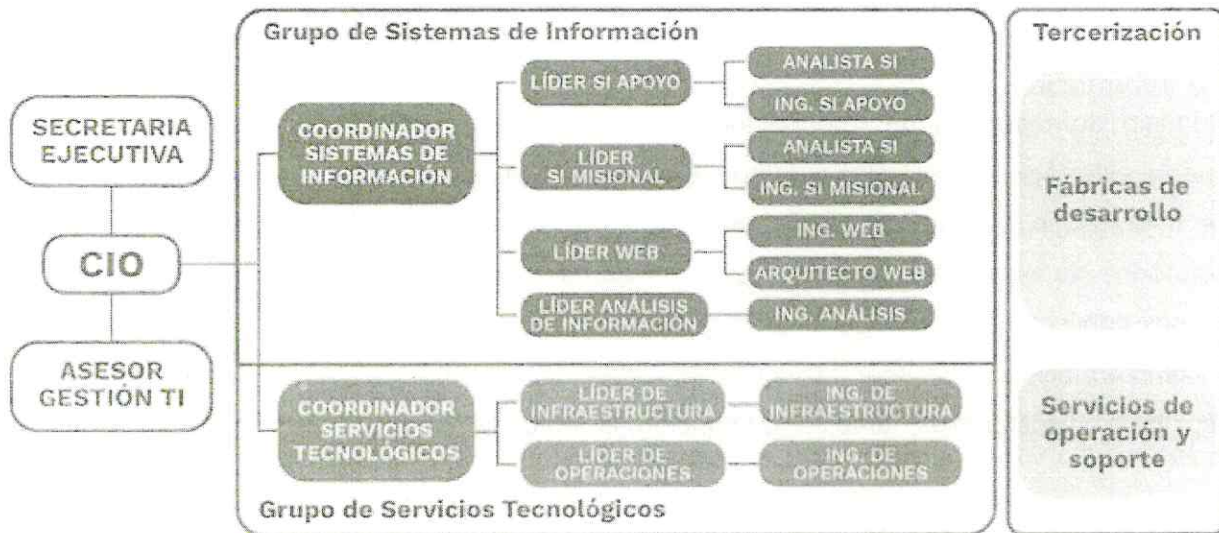 Grupo de Sistemas de Información
Tercerización
SECRETARIA
EJECUTIVA
CIO
ASESOR
GESTIÓN TI
COORDINADOR
SISTEMAS DE
INFORMACIÓN
LÍDER SI APOYO
ANALISTA SI
ING. SI APOYO
LÍDER
SI MISIONAL
ANALISTA SI
ING. SI MISIONAL
LÍDER WEB
ING. WEB
ARQUITECTO WEB
LÍDER ANÁLISIS
DE INFORMACIÓN
ING. ANÁLISIS
Fábricas de
desarrollo
COORDINADOR
SERVICIOS
TECNOLÓGICOS
LÍDER DE
INFRAESTRUCTURA
ING. DE
INFRAESTRUCTURA
LÍDER DE
OPERACIONES
ING. DE
OPERACIONES
Servicios de
operación y
soporte
Grupo de Servicios Tecnológicos